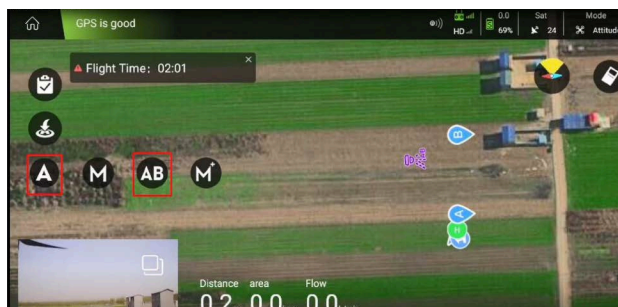 GPS is good
HD
0.0
69%
Sat
24
Mode
Attitude
Flight Time: 02:01
A
M
AB
M+
B
A
H
Distance area Flow
0.2 0.0 0.0